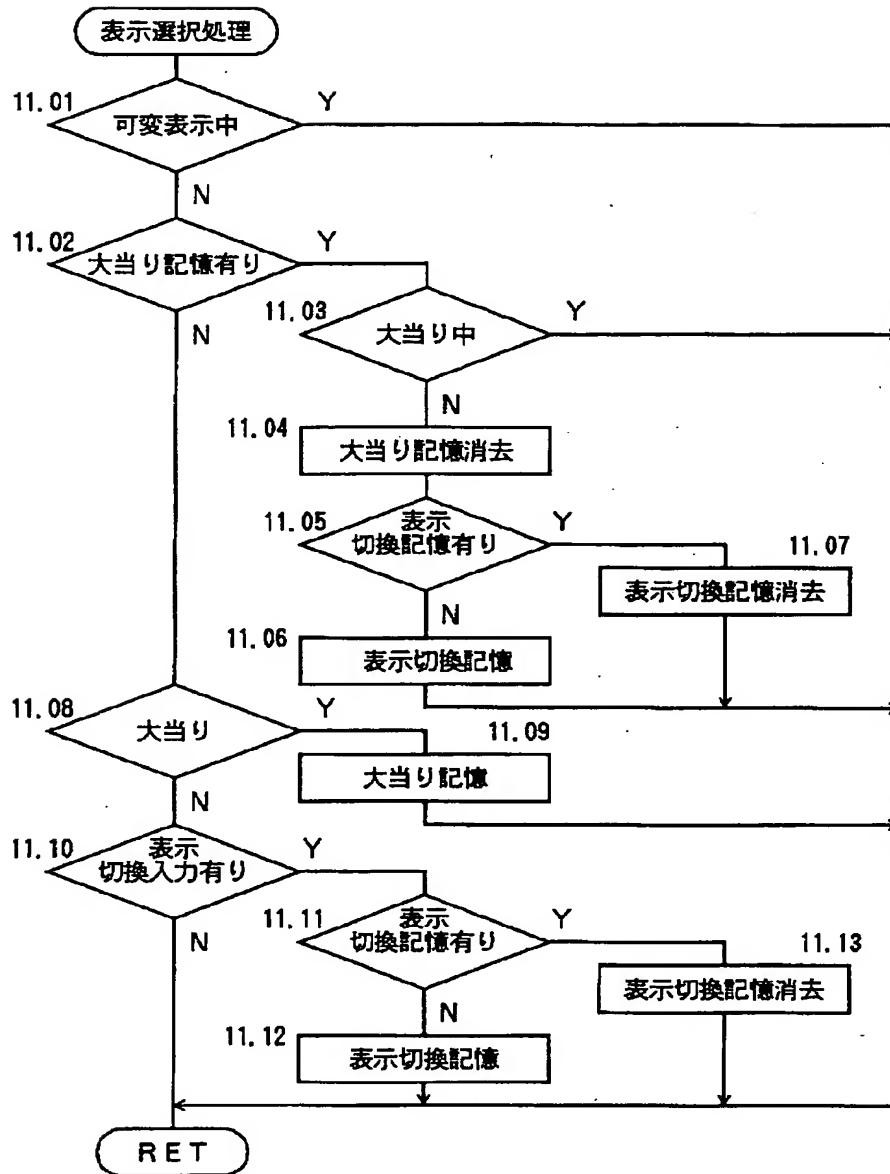 表示選択処理
11.01
可変表示中
Y
N
11.02
大当り記憶有り
Y
N
11.03
大当り中
Y
N
11.04
大当り記憶消去
11.05
表示
切換記憶有り
Y
N
11.07
表示切換記憶消去
11.06
表示切換記憶
11.08
大当り
Y
N
11.09
大当り記憶
11.10
表示
切換入力有り
Y
N
11.11
表示
切換記憶有り
Y
N
11.13
表示切換記憶消去
11.12
表示切換記憶
RET